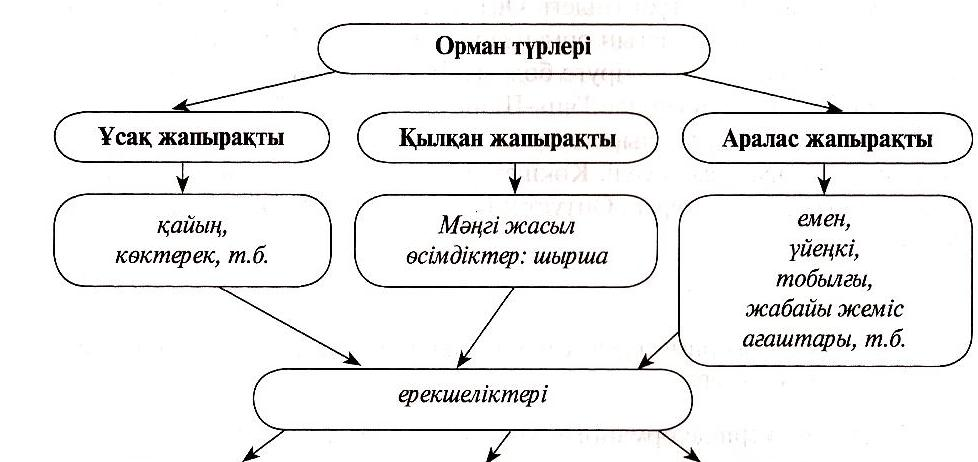 Орман түрлері
Ұсақ жапырақты
Қылқан жапырақты
Аралас жапырақты
қайың,
көктерек, т.б.
Мәңгі жасыл
өсімдіктер: шырша
емен,
үйеңкі,
тобылғы,
жабайы жеміс
ағаштары, т.б.
ерекшеліктері